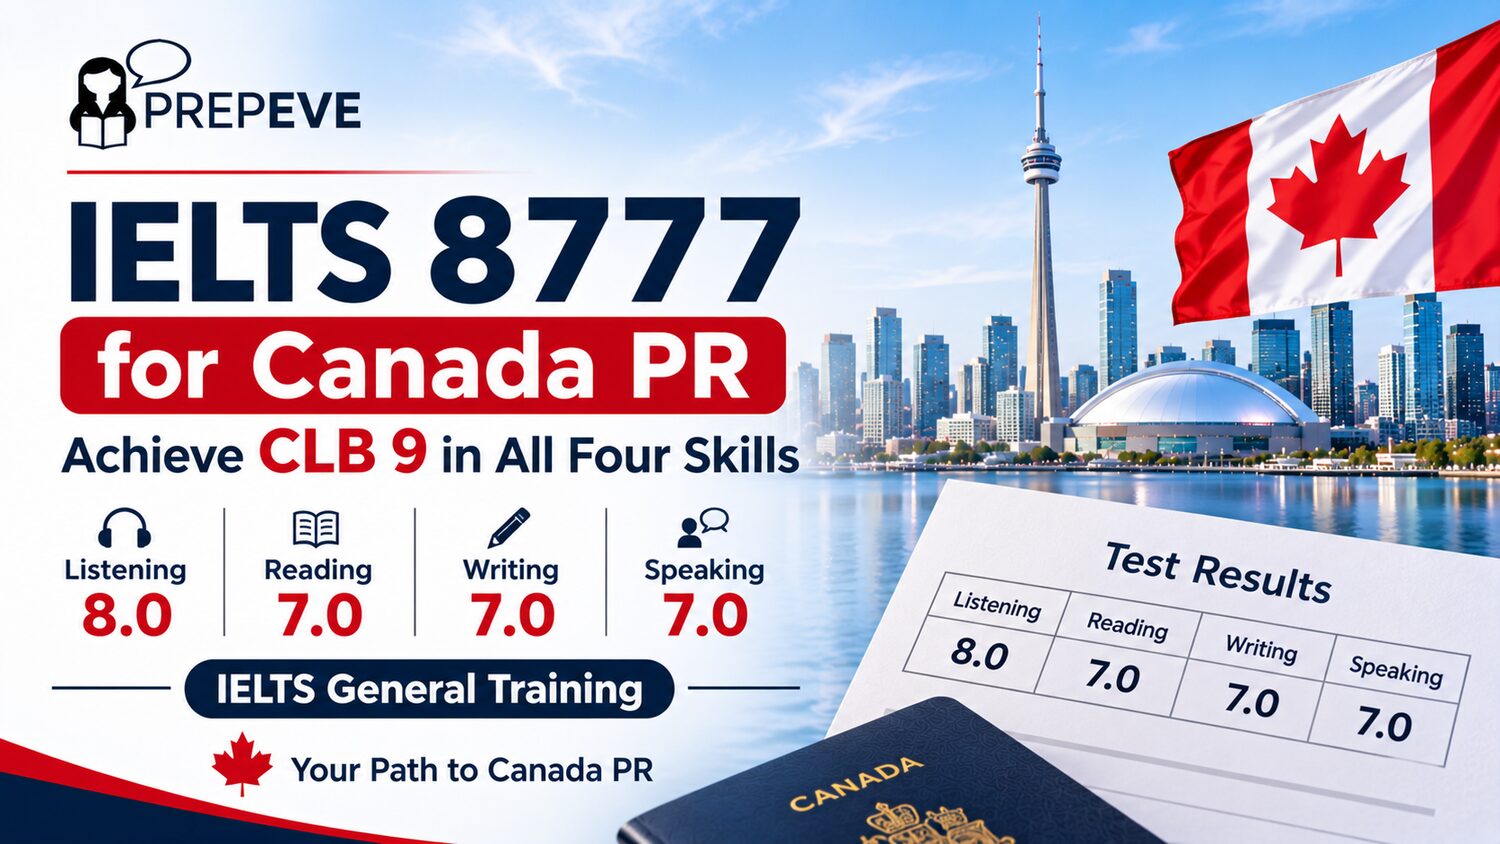 PREPEVE
IELTS 8777
for Canada PR
Achieve CLB 9 in All Four Skills
Listening
8.0
Reading
7.0
Writing
7.0
Speaking
7.0
IELTS General Training
Your Path to Canada PR
Test Results
Listening Reading Writing Speaking
8.0 7.0 7.0 7.0
CANADA